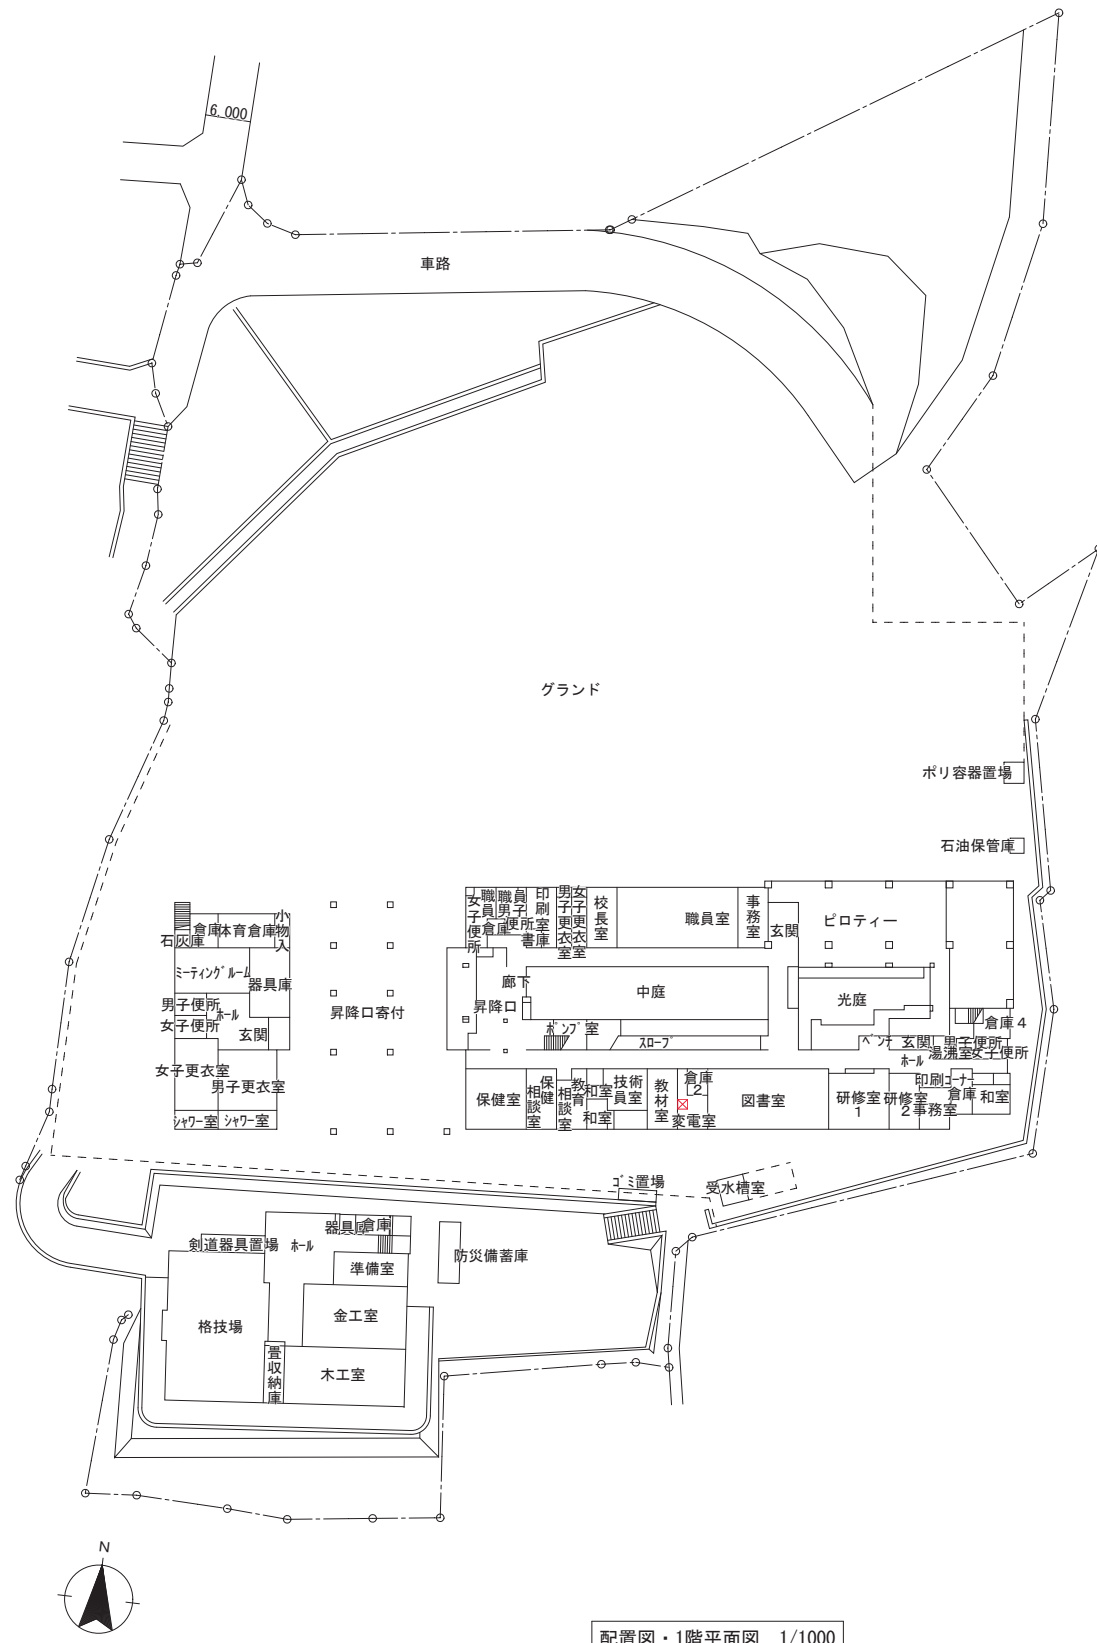 6,000
車路
グランド
ポリ容器置場
石油保管庫
小物入
倉庫
体育倉庫
石灰庫
ミーティングルーム
器具庫
男子便所
ホール
女子便所
玄関
女子更衣室
男子更衣室
シャワー室
シャワー室
昇降口寄付
職員女子便所
職員男子便所
倉庫
印刷室
書庫
男子更衣室
女子更衣室
校長室
職員室
事務室
玄関
ピロティー
廊下
昇降口
中庭
光庭
ポンプ室
スロープ
ベンチ
玄関
ホール
倉庫4
男子便所
湯沸室
女子便所
保健室
保健相談室
教育相談室
和室
和室
技術員室
教材室
倉庫2
変電室
図書室
研修室1
研修室2
印刷コーナー
事務室
倉庫
和室
ゴミ置場
受水槽室
剣道器具置場
ホール
器具庫
倉庫
防災備蓄庫
準備室
金工室
格技場
畳収納庫
木工室
N
配置図・1階平面図 1/1000